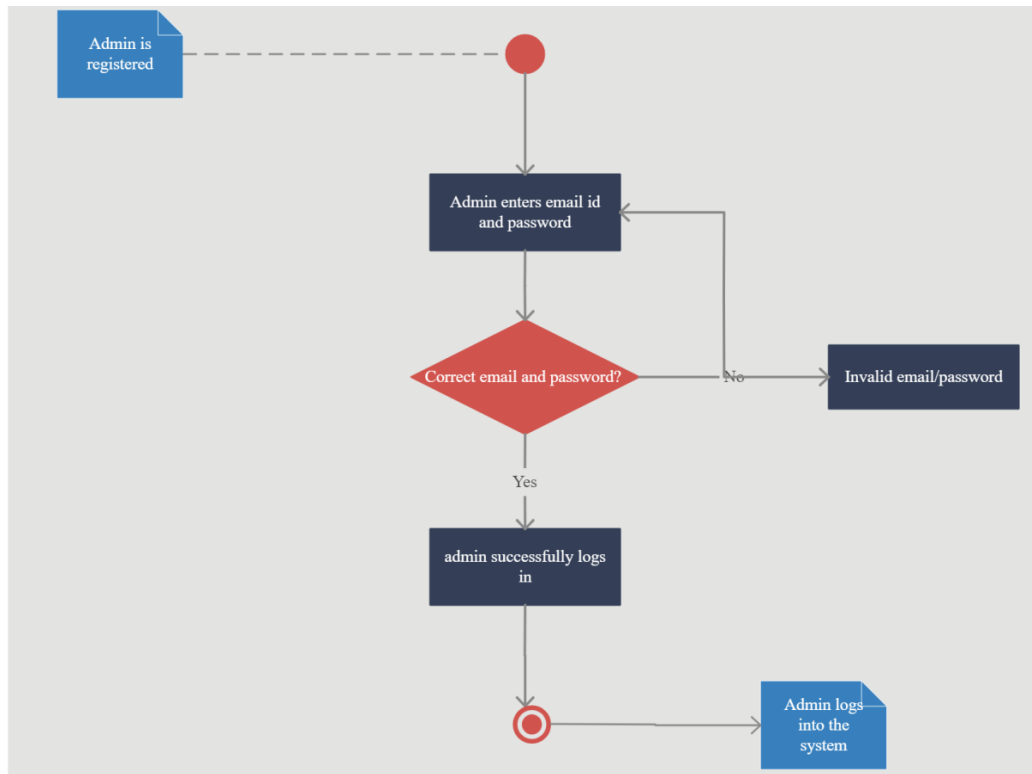 Admin is
registered
Admin enters email id
and password
Correct email and password?
No
Invalid email/password
Yes
admin successfully logs
in
Admin logs
into the
system